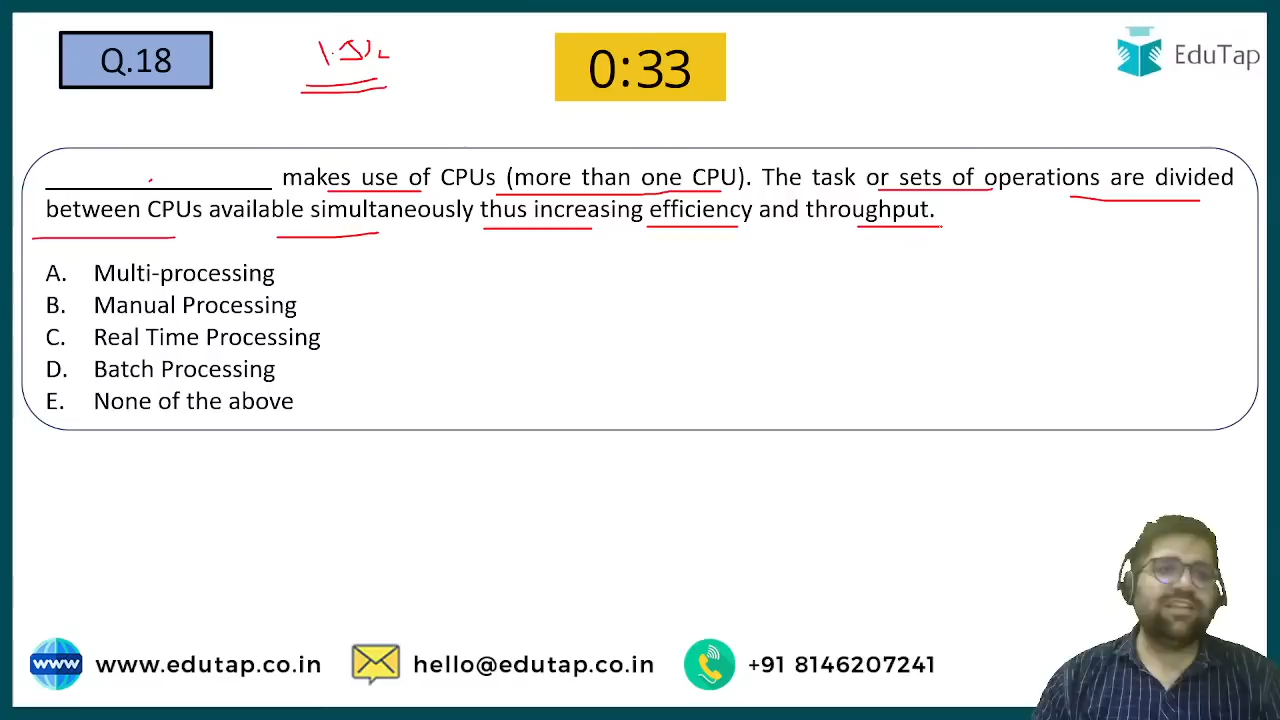 Q.18
0:33
EduTap
____________________ makes use of CPUs (more than one CPU). The task or sets of operations are divided
between CPUs available simultaneously thus increasing efficiency and throughput.
A. Multi-processing
B. Manual Processing
C. Real Time Processing
D. Batch Processing
E. None of the above
www
www.edutap.co.in
hello@edutap.co.in
+91 8146207241